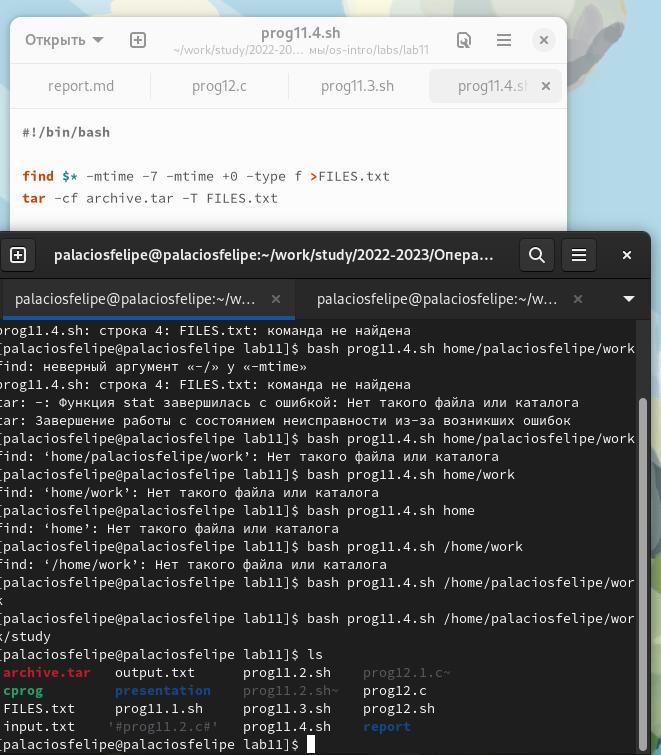 Открыть
prog11.4.sh
~/work/study/2022-20... мы/os-intro/labs/lab11
report.md
prog12.c
prog11.3.sh
prog11.4.sh
#!/bin/bash
find $* -mtime -7 -mtime +0 -type f >FILES.txt
tar -cf archive.tar -T FILES.txt
palaciosfelipe@palaciosfelipe:~/work/study/2022-2023/Опера...
palaciosfelipe@palaciosfelipe:~/w...
palaciosfelipe@palaciosfelipe:~/w...
prog11.4.sh: строка 4: FILES.txt: команда не найдена
[palaciosfelipe@palaciosfelipe lab11]$ bash prog11.4.sh home/palaciosfelipe/work
find: неверный аргумент «-/» у «-mtime»
prog11.4.sh: строка 4: FILES.txt: команда не найдена
tar: -: Функция stat завершилась с ошибкой: Нет такого файла или каталога
tar: Завершение работы с состоянием неисправности из-за возникших ошибок
[palaciosfelipe@palaciosfelipe lab11]$ bash prog11.4.sh home/palaciosfelipe/work
find: ‘home/palaciosfelipe/work’: Нет такого файла или каталога
[palaciosfelipe@palaciosfelipe lab11]$ bash prog11.4.sh home/work
find: ‘home/work’: Нет такого файла или каталога
[palaciosfelipe@palaciosfelipe lab11]$ bash prog11.4.sh home
find: ‘home’: Нет такого файла или каталога
[palaciosfelipe@palaciosfelipe lab11]$ bash prog11.4.sh /home/work
find: ‘/home/work’: Нет такого файла или каталога
[palaciosfelipe@palaciosfelipe lab11]$ bash prog11.4.sh /home/palaciosfelipe/wor
k
[palaciosfelipe@palaciosfelipe lab11]$ bash prog11.4.sh /home/palaciosfelipe/wor
k/study
[palaciosfelipe@palaciosfelipe lab11]$ ls
archive.tar output.txt prog11.2.sh prog12.1.c~
cprog presentation prog11.2.sh~ prog12.c
FILES.txt prog11.1.sh prog11.3.sh prog12.sh
input.txt '#prog11.2.c#' prog11.4.sh report
[palaciosfelipe@palaciosfelipe lab11]$